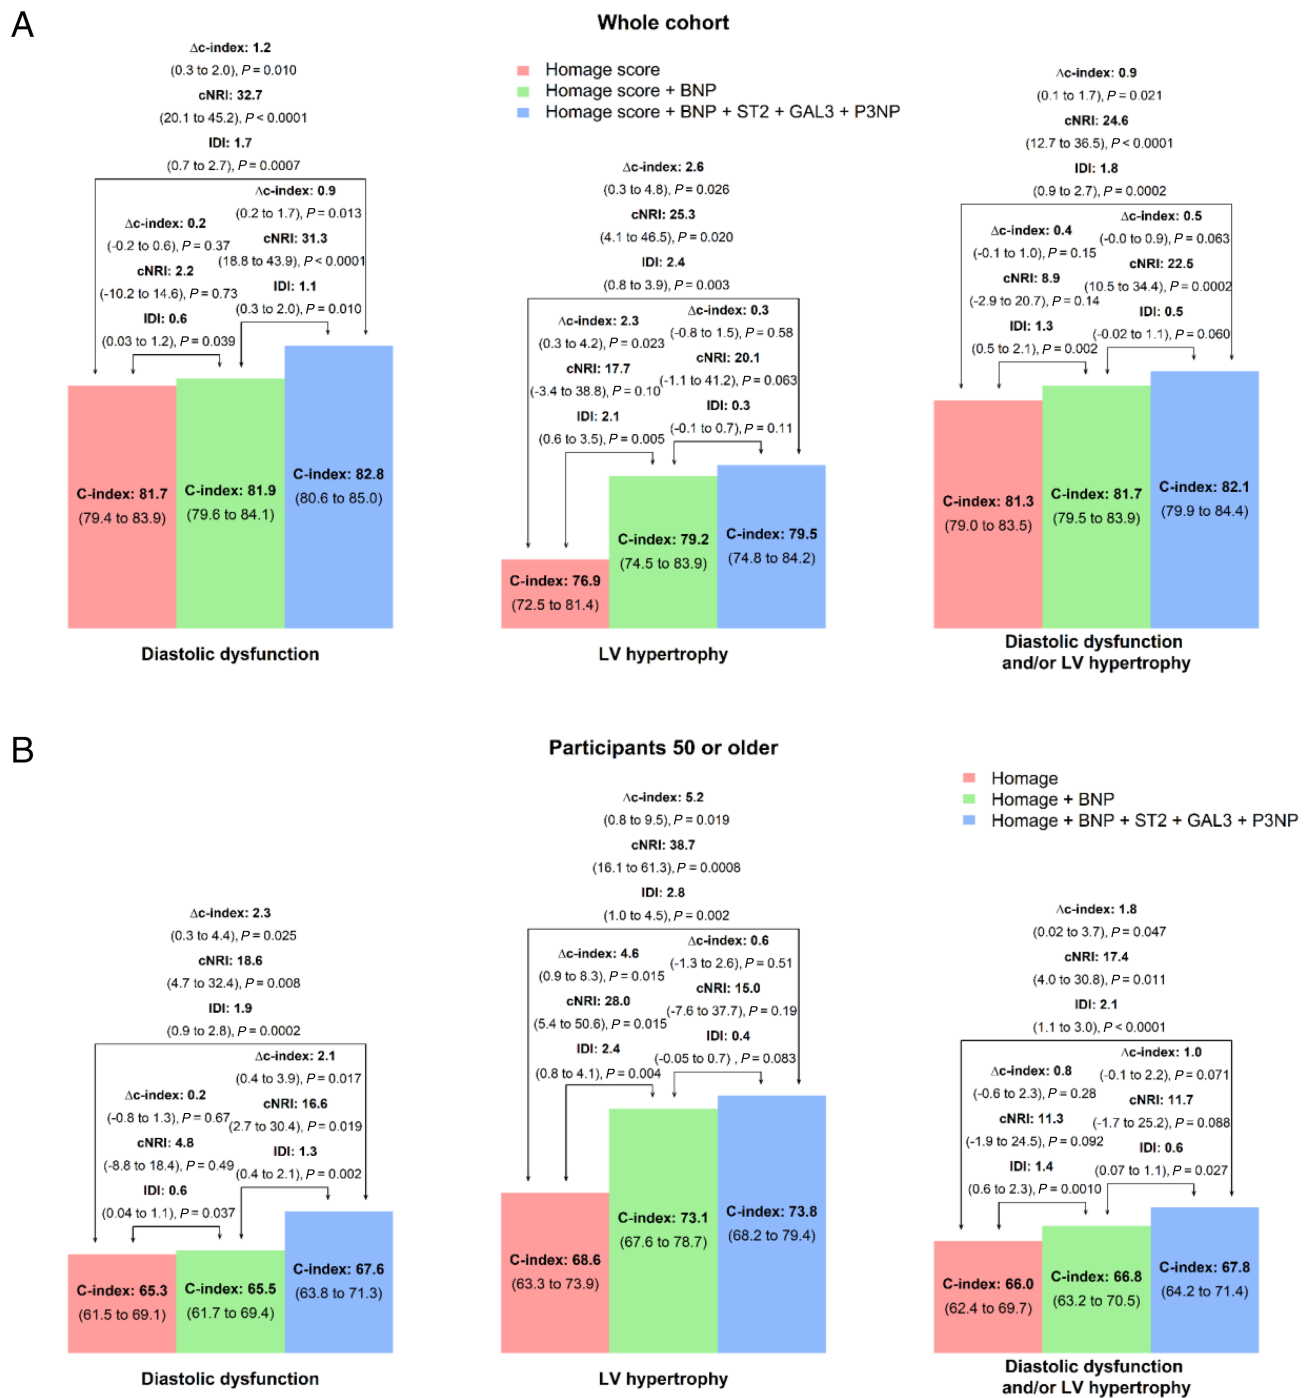 A
Whole cohort
Homage score
Homage score + BNP
Homage score + BNP + ST2 + GAL3 + P3NP
Δc-index: 1.2
(0.3 to 2.0), P = 0.010
cNRI: 32.7
(20.1 to 45.2), P < 0.0001
IDI: 1.7
(0.7 to 2.7), P = 0.0007
Δc-index: 0.2
(-0.2 to 0.6), P = 0.37
cNRI: 2.2
(-10.2 to 14.6), P = 0.73
IDI: 0.6
(0.03 to 1.2), P = 0.039
Λc-index: 0.9
(0.2 to 1.7), P = 0.013
cNRI: 31.3
(18.8 to 43.9), P < 0.0001
IDI: 1.1
(0.3 to 2.0), P = 0.010
C-index: 81.7
(79.4 to 83.9)
C-index: 81.9
(79.6 to 84.1)
C-index: 82.8
(80.6 to 85.0)
Diastolic dysfunction
Δc-index: 2.6
(0.3 to 4.8), P = 0.026
cNRI: 25.3
(4.1 to 46.5), P = 0.020
IDI: 2.4
(0.8 to 3.9), P = 0.003
Λc-index: 2.3
(0.3 to 4.2), P = 0.023
cNRI: 17.7
(-3.4 to 38.8), P = 0.10
IDI: 2.1
(0.6 to 3.5), P = 0.005
Δc-index: 0.3
(-0.8 to 1.5), P = 0.58
cNRI: 20.1
(-1.1 to 41.2), P = 0.063
IDI: 0.3
(-0.1 to 0.7), P = 0.11
C-index: 76.9
(72.5 to 81.4)
C-index: 79.2
(74.5 to 83.9)
C-index: 79.5
(74.8 to 84.2)
LV hypertrophy
Δc-index: 0.9
(0.1 to 1.7), P = 0.021
cNRI: 24.6
(12.7 to 36.5), P < 0.0001
IDI: 1.8
(0.9 to 2.7), P = 0.0002
Δc-index: 0.4
(-0.1 to 1.0), P = 0.15
cNRI: 8.9
(-2.9 to 20.7), P = 0.14
IDI: 1.3
(0.5 to 2.1), P = 0.002
Δc-index: 0.5
(-0.0 to 0.9), P = 0.063
cNRI: 22.5
(10.5 to 34.4), P = 0.0002
IDI: 0.5
(-0.02 to 1.1), P = 0.060
C-index: 81.3
(79.0 to 83.5)
C-index: 81.7
(79.5 to 83.9)
C-index: 82.1
(79.9 to 84.4)
Diastolic dysfunction
and/or LV hypertrophy
B
Participants 50 or older
Homage
Homage + BNP
Homage + BNP + ST2 + GAL3 + P3NP
Δc-index: 2.3
(0.3 to 4.4), P = 0.025
cNRI: 18.6
(4.7 to 32.4), P = 0.008
IDI: 1.9
(0.9 to 2.8), P = 0.0002
Δc-index: 0.2
(-0.8 to 1.3), P = 0.67
cNRI: 4.8
(-8.8 to 18.4), P = 0.49
IDI: 0.6
(0.04 to 1.1), P = 0.037
Δc-index: 2.1
(0.4 to 3.9), P = 0.017
cNRI: 16.6
(2.7 to 30.4), P = 0.019
IDI: 1.3
(0.4 to 2.1), P = 0.002
C-index: 65.3
(61.5 to 69.1)
C-index: 65.5
(61.7 to 69.4)
C-index: 67.6
(63.8 to 71.3)
Diastolic dysfunction
Λc-index: 5.2
(0.8 to 9.5), P = 0.019
cNRI: 38.7
(16.1 to 61.3), P = 0.0008
IDI: 2.8
(1.0 to 4.5), P = 0.002
Δc-index: 4.6
(0.9 to 8.3), P = 0.015
cNRI: 28.0
(5.4 to 50.6), P = 0.015
IDI: 2.4
(0.8 to 4.1), P = 0.004
Δc-index: 0.6
(-1.3 to 2.6), P = 0.51
cNRI: 15.0
(-7.6 to 37.7), P = 0.19
IDI: 0.4
(-0.05 to 0.7) , P = 0.083
C-index: 68.6
(63.3 to 73.9)
C-index: 73.1
(67.6 to 78.7)
C-index: 73.8
(68.2 to 79.4)
LV hypertrophy
Λc-index: 1.8
(0.02 to 3.7), P = 0.047
cNRI: 17.4
(4.0 to 30.8), P = 0.011
IDI: 2.1
(1.1 to 3.0), P < 0.0001
Δc-index: 0.8
(-0.6 to 2.3), P = 0.28
cNRI: 11.3
(-1.9 to 24.5), P = 0.092
IDI: 1.4
(0.6 to 2.3), P = 0.0010
Λc-index: 1.0
(-0.1 to 2.2), P = 0.071
cNRI: 11.7
(-1.7 to 25.2), P = 0.088
IDI: 0.6
(0.07 to 1.1), P = 0.027
C-index: 66.0
(62.4 to 69.7)
C-index: 66.8
(63.2 to 70.5)
C-index: 67.8
(64.2 to 71.4)
Diastolic dysfunction
and/or LV hypertrophy